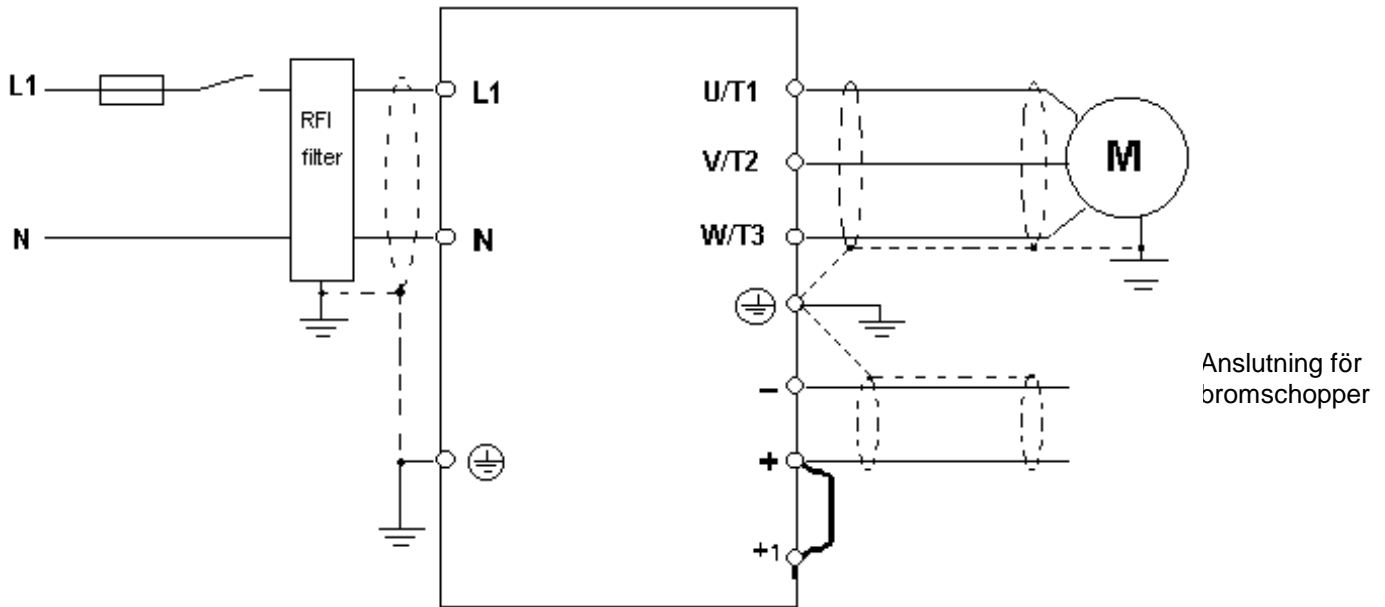 L1
RFI
filter
L1
N
N
U/T1
V/T2
W/T3
M
−
+
+1
Anslutning för
bromschopper